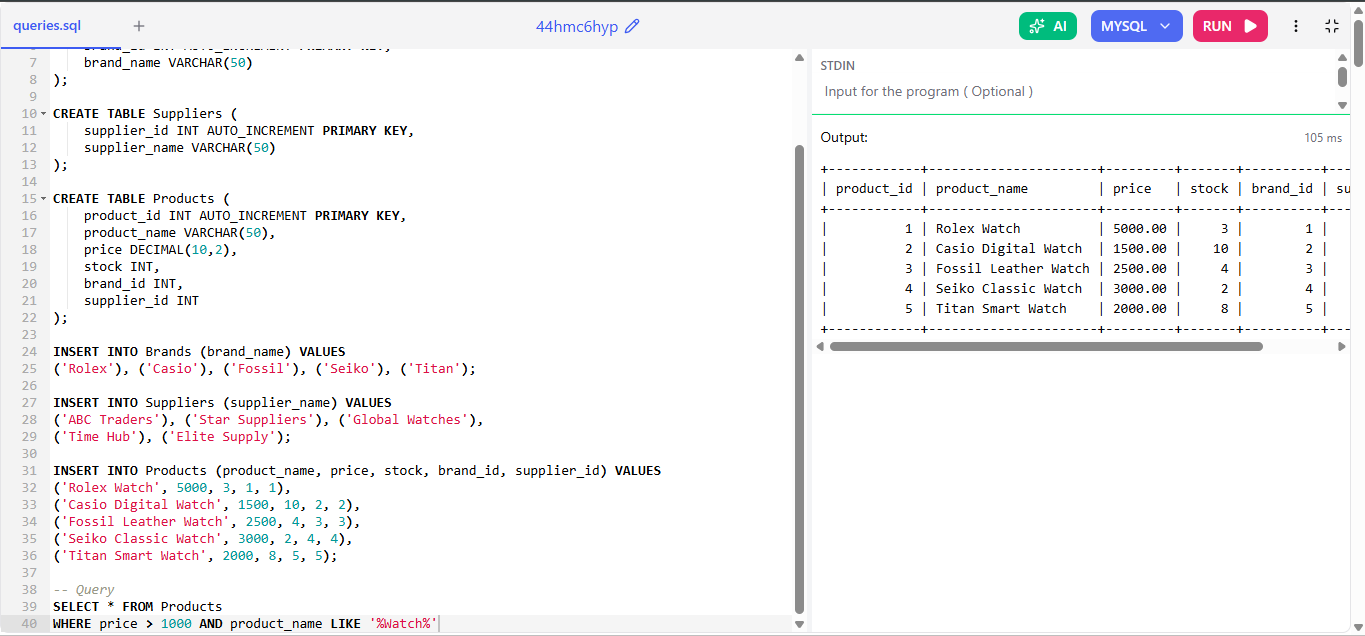 queries.sql +
44hmc6hyp
AI
MYSQL
RUN
7 brand_name VARCHAR(50)
8 );
9
10 CREATE TABLE Suppliers (
11 supplier_id INT AUTO_INCREMENT PRIMARY KEY,
12 supplier_name VARCHAR(50)
13 );
14
15 CREATE TABLE Products (
16 product_id INT AUTO_INCREMENT PRIMARY KEY,
17 product_name VARCHAR(50),
18 price DECIMAL(10,2),
19 stock INT,
20 brand_id INT,
21 supplier_id INT
22 );
23
24 INSERT INTO Brands (brand_name) VALUES
25 ('Rolex'), ('Casio'), ('Fossil'), ('Seiko'), ('Titan');
26
27 INSERT INTO Suppliers (supplier_name) VALUES
28 ('ABC Traders'), ('Star Suppliers'), ('Global Watches'),
29 ('Time Hub'), ('Elite Supply');
30
31 INSERT INTO Products (product_name, price, stock, brand_id, supplier_id) VALUES
32 ('Rolex Watch', 5000, 3, 1, 1),
33 ('Casio Digital Watch', 1500, 10, 2, 2),
34 ('Fossil Leather Watch', 2500, 4, 3, 3),
35 ('Seiko Classic Watch', 3000, 2, 4, 4),
36 ('Titan Smart Watch', 2000, 8, 5, 5);
37
38 -- Query
39 SELECT * FROM Products
40 WHERE price > 1000 AND product_name LIKE '%Watch%'
STDIN
Input for the program ( Optional )
Output: 105 ms
+------------+----------------------+---------+-------+----------+---
| product_id | product_name | price | stock | brand_id | su
+------------+----------------------+---------+-------+----------+---
| 1 | Rolex Watch | 5000.00 | 3 | 1 |
| 2 | Casio Digital Watch | 1500.00 | 10 | 2 |
| 3 | Fossil Leather Watch | 2500.00 | 4 | 3 |
| 4 | Seiko Classic Watch | 3000.00 | 2 | 4 |
| 5 | Titan Smart Watch | 2000.00 | 8 | 5 |
+------------+----------------------+---------+-------+----------+---